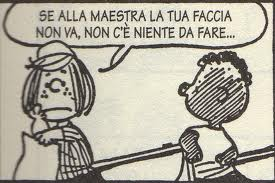 SE ALLA MAESTRA LA TUA FACCIA
NON VA, NON C'È NIENTE DA FARE...